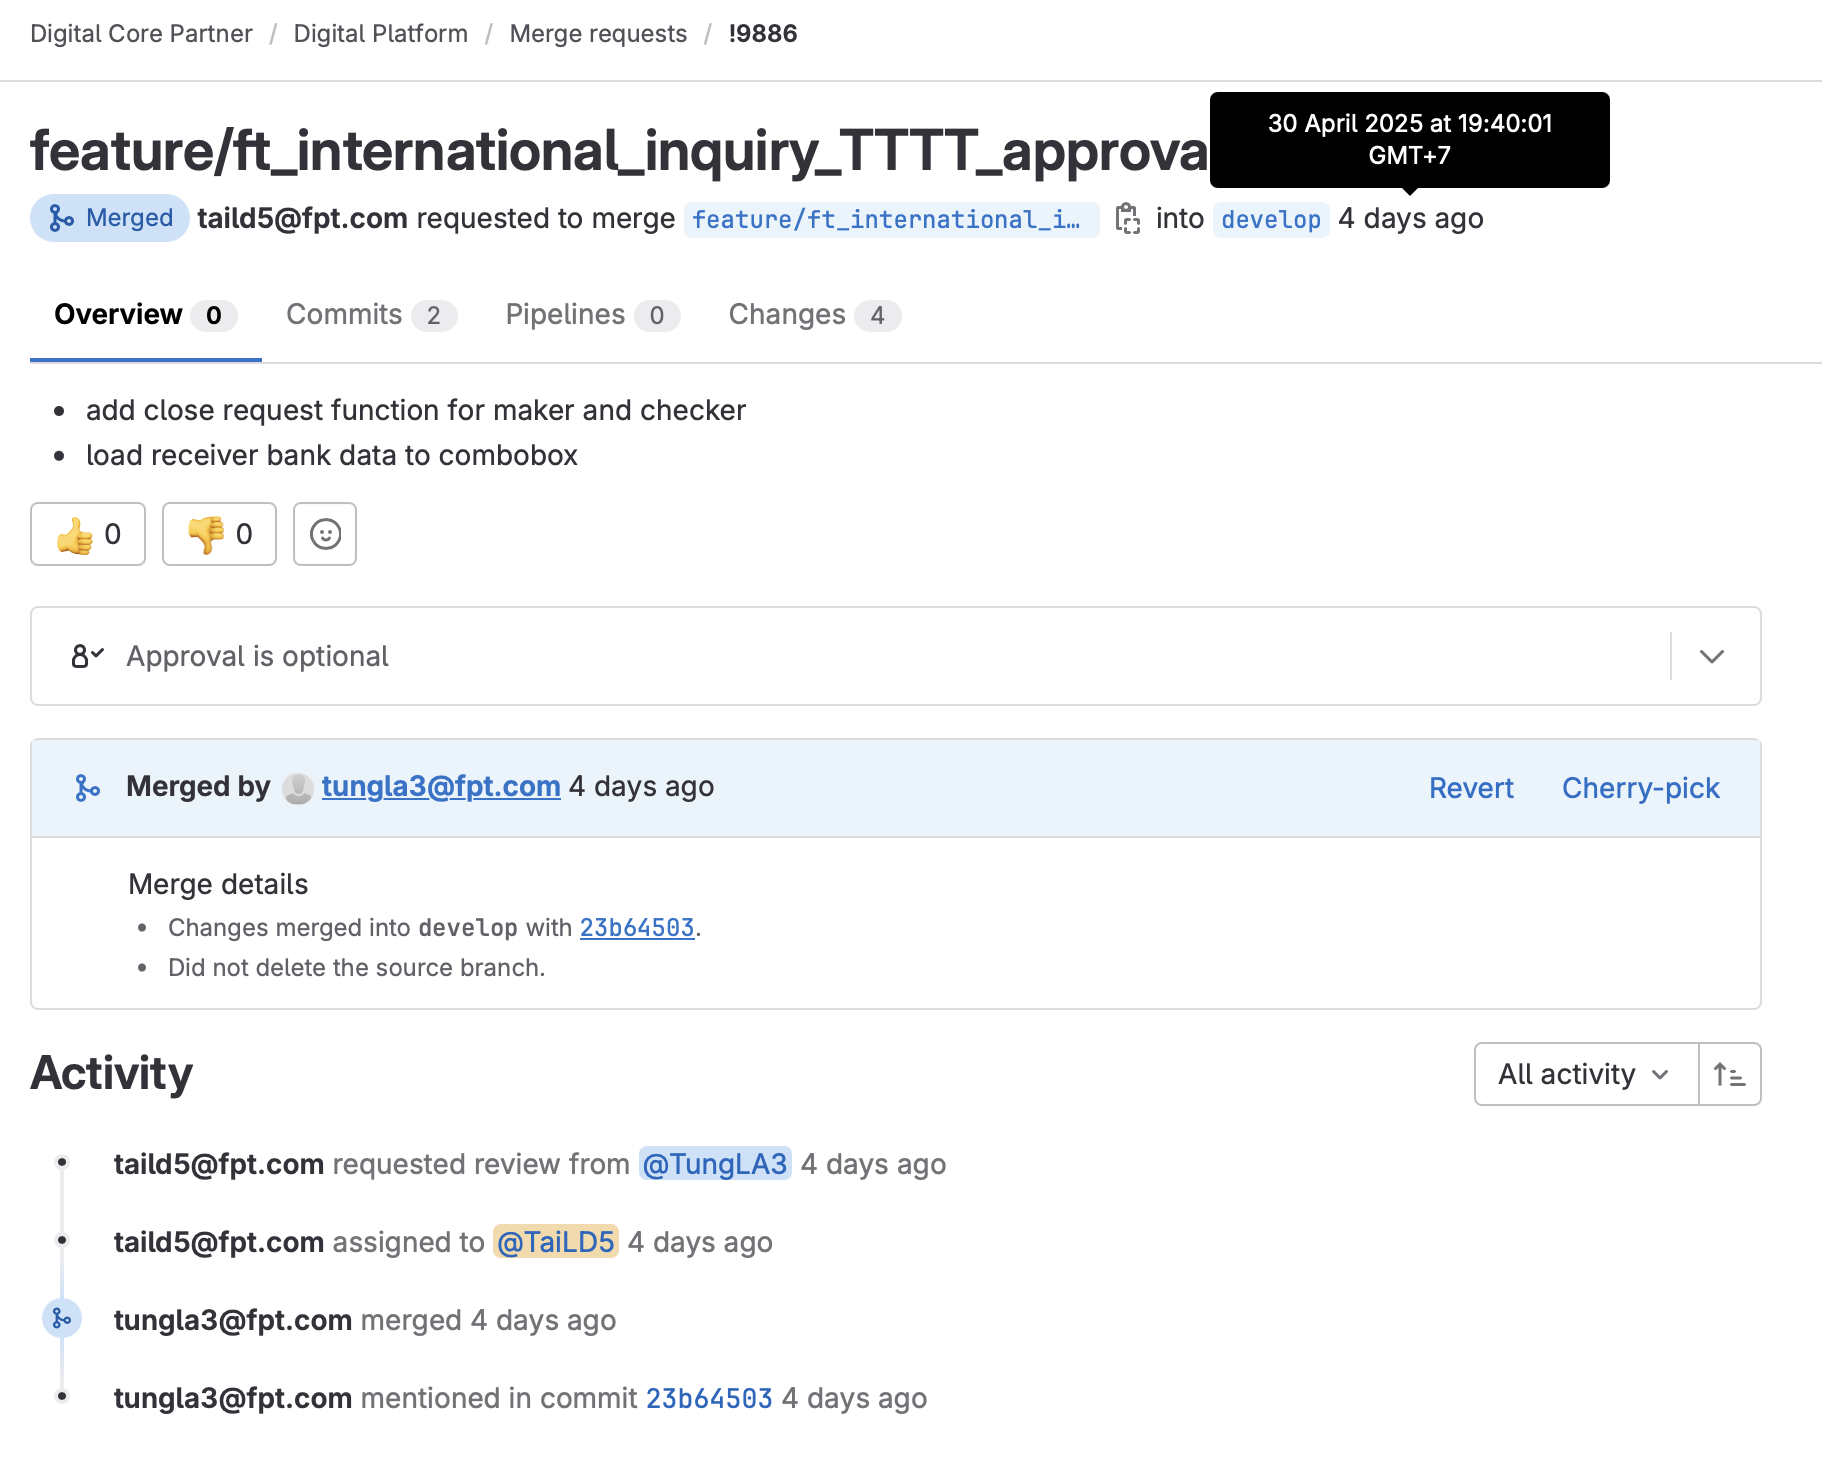 Digital Core Partner / Digital Platform / Merge requests / !9886
30 April 2025 at 19:40:01
GMT+7
feature/ft_international_inquiry_TTTT_approva
Merged taild5@fpt.com requested to merge feature/ft_international_i… into develop 4 days ago
Overview 0 Commits 2 Pipelines 0 Changes 4
• add close request function for maker and checker
• load receiver bank data to combobox
👍 0 👎 0
Approval is optional
Merged by tungla3@fpt.com 4 days ago Revert Cherry-pick
Merge details
• Changes merged into develop with 23b64503.
• Did not delete the source branch.
Activity
All activity
taild5@fpt.com requested review from @TungLA3 4 days ago
taild5@fpt.com assigned to @TaiLD5 4 days ago
tungla3@fpt.com merged 4 days ago
tungla3@fpt.com mentioned in commit 23b64503 4 days ago